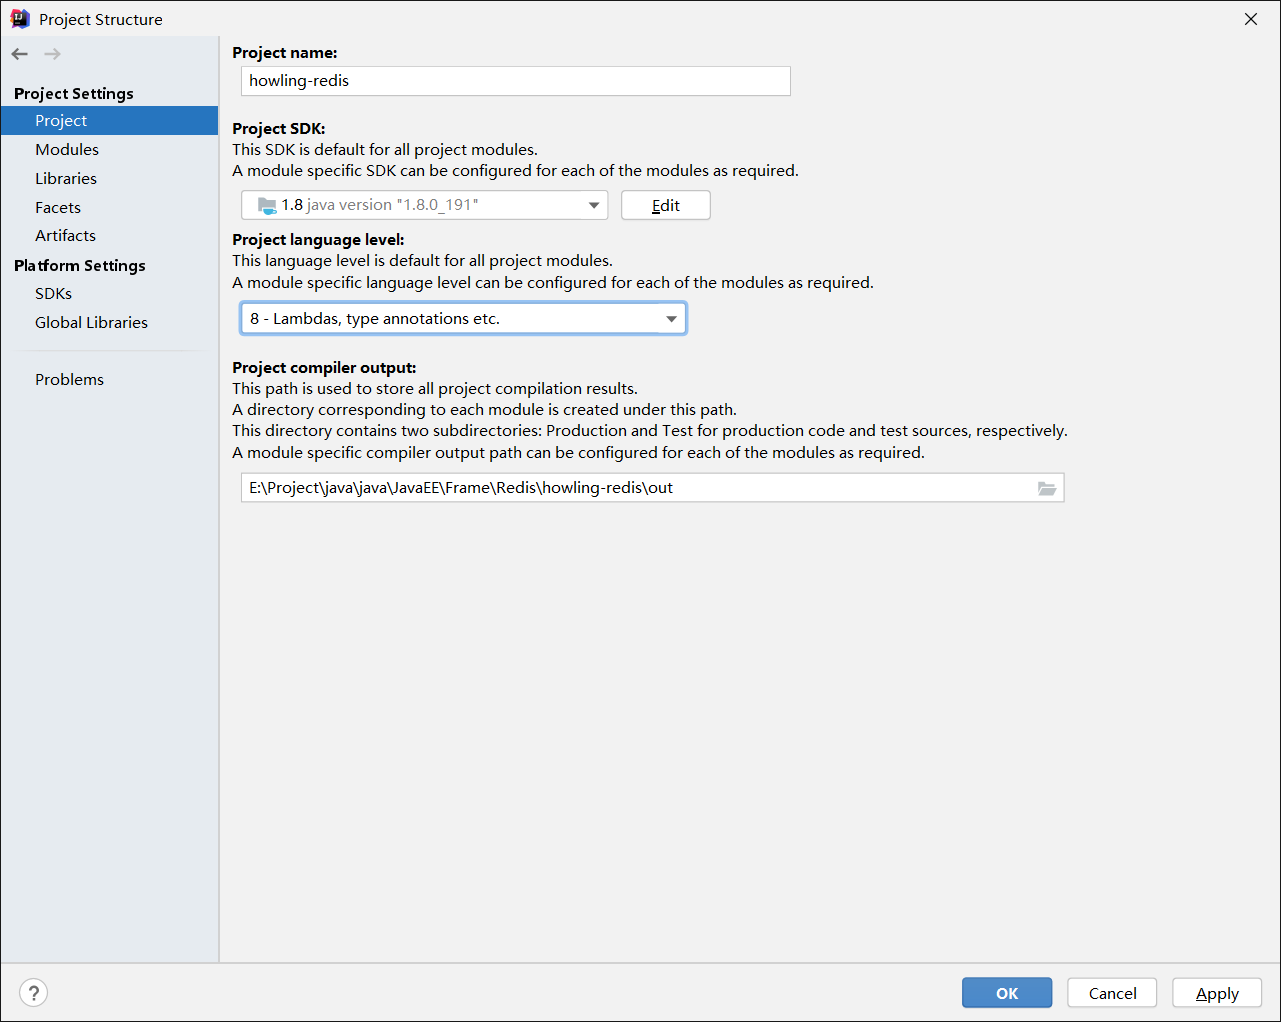 Project Structure
Project Settings
Project
Modules
Libraries
Facets
Artifacts
Platform Settings
SDKs
Global Libraries
Problems
Project name:
howling-redis
Project SDK:
This SDK is default for all project modules.
A module specific SDK can be configured for each of the modules as required.
1.8 java version "1.8.0_191"
Edit
Project language level:
This language level is default for all project modules.
A module specific language level can be configured for each of the modules as required.
8 - Lambdas, type annotations etc.
Project compiler output:
This path is used to store all project compilation results.
A directory corresponding to each module is created under this path.
This directory contains two subdirectories: Production and Test for production code and test sources, respectively.
A module specific compiler output path can be configured for each of the modules as required.
E:\Project\java\java\JavaEE\Frame\Redis\howling-redis\out
?
OK
Cancel
Apply